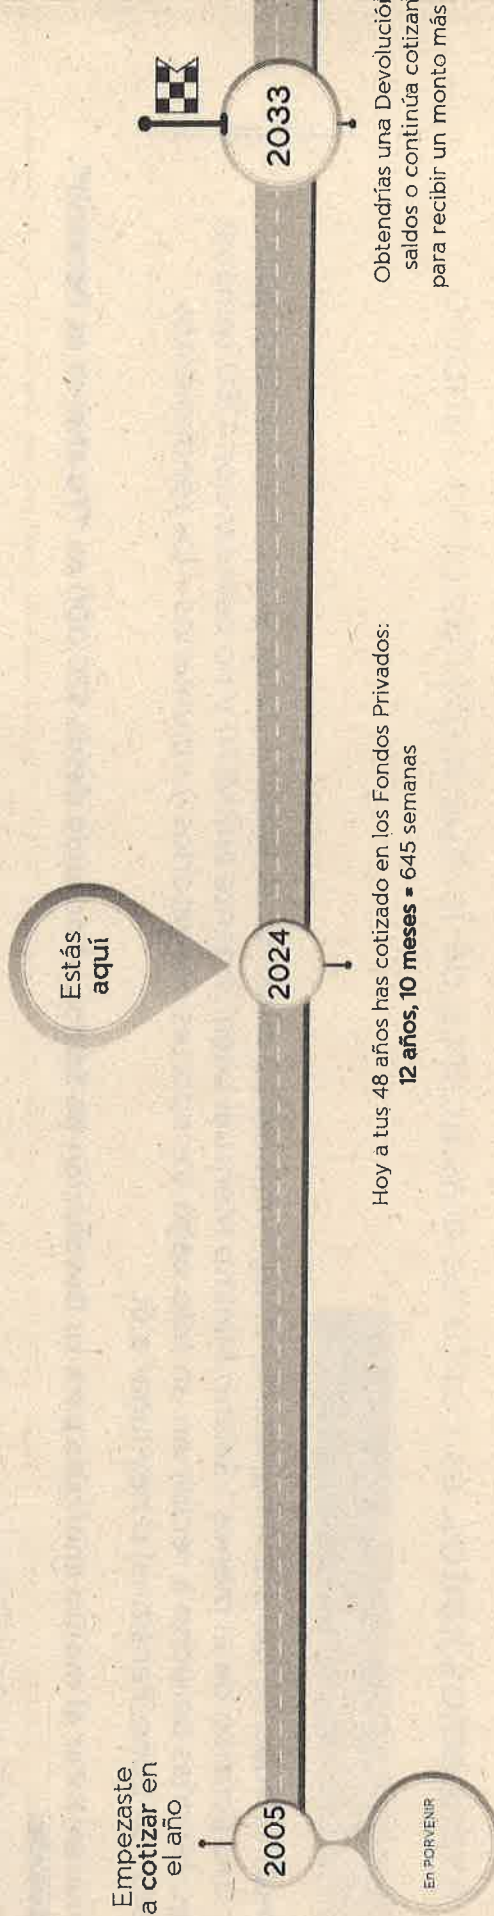 Empezaste
a cotizar en
el año
2005
En PORVENIR
Estás
aquí
2024
Hoy a tus 48 años has cotizado en los Fondos Privados:
12 años, 10 meses = 645 semanas
2033
Obtendrías una Devolución
saldos o continúa cotizan
para recibir un monto más